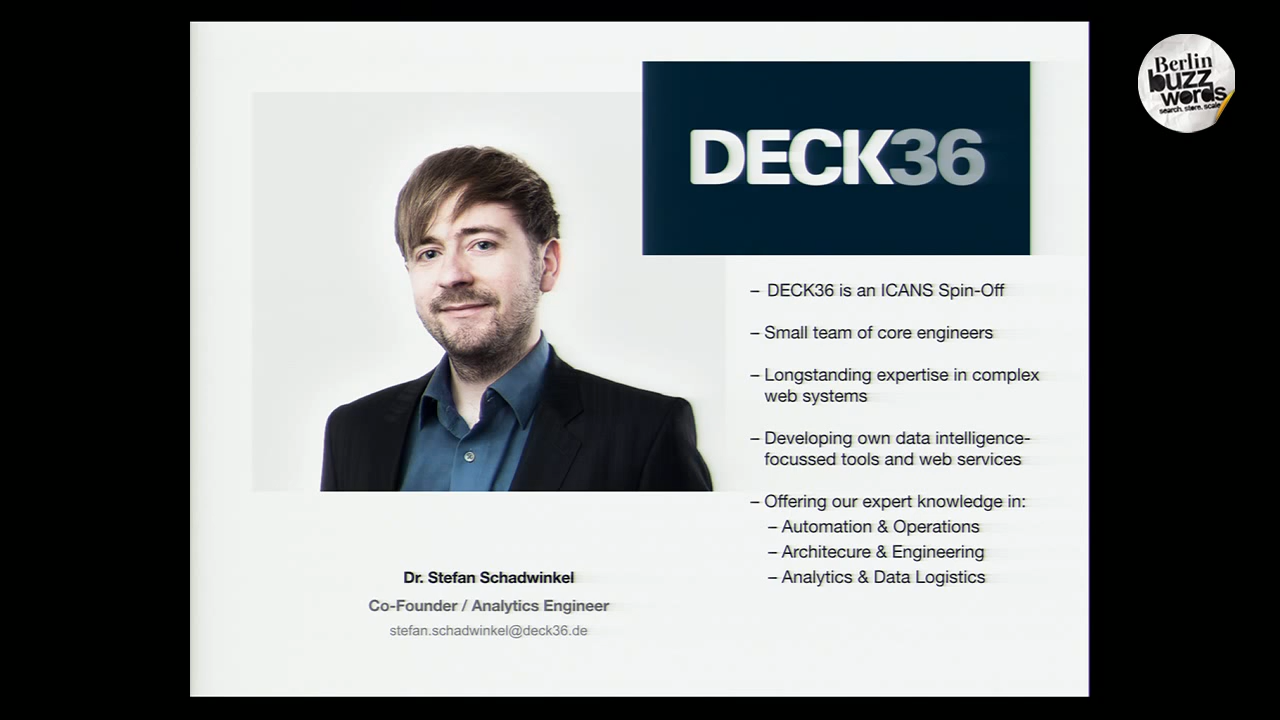 DECK36
– DECK36 is an ICANS Spin-Off
– Small team of core engineers
– Longstanding expertise in complex
web systems
– Developing own data intelligence-
focussed tools and web services
– Offering our expert knowledge in:
– Automation & Operations
– Architecure & Engineering
– Analytics & Data Logistics
Dr. Stefan Schadwinkel
Co-Founder / Analytics Engineer
stefan.schadwinkel@deck36.de
Berlin
buzz
words
search. store. scale